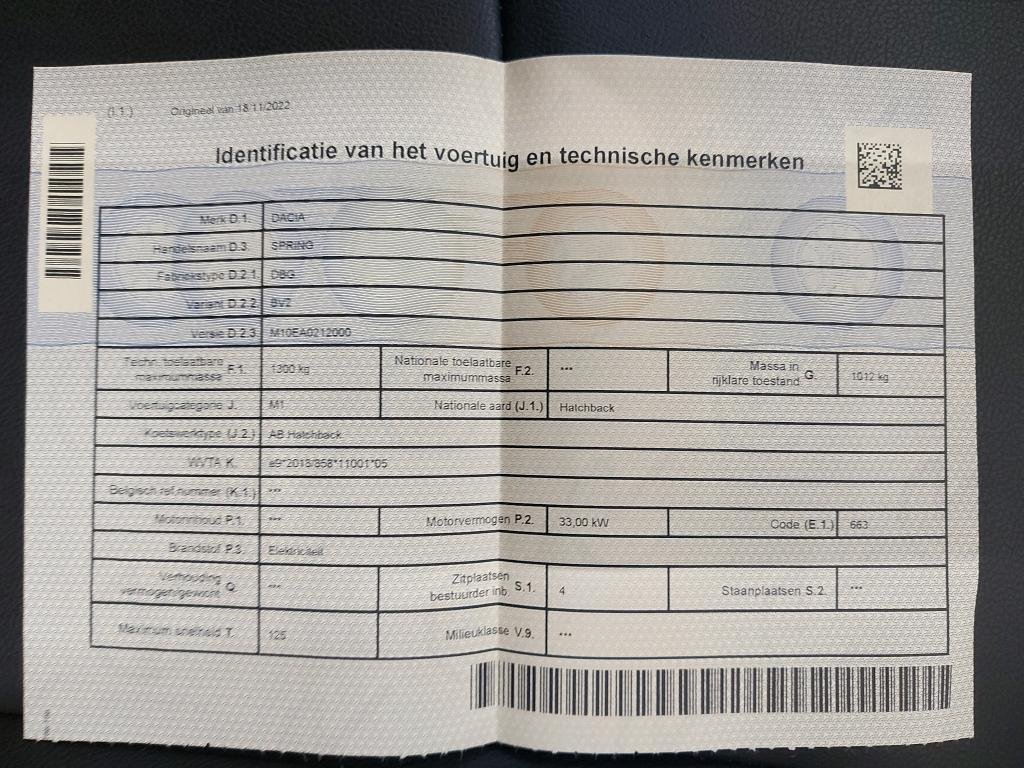 (I.1.) Origineel van 18/11/2022
Identificatie van het voertuig en technische kenmerken
Merk D.1. DACIA
Handelsnaam D.3. SPRING
Fabriekstype D.2.1. DBG
Variant D.2.2. BV2
Versie D.2.3. M10EA0212000
Techn. toelaatbare maximummassa F.1. 1300 kg Nationale toelaatbare maximummassa F.2. *** Massa in rijklare toestand G. 1012 kg
Voertuigcategorie J. M1 Nationale aard (J.1.) Hatchback
Koetswerktype (J.2.) AB Hatchback
WVTA K. e9*2018/858*11001*05
Belgisch ref.nummer (K.1.) ***
Motorinhoud P.1. *** Motorvermogen P.2. 33,00 kW Code (E.1.) 663
Brandstof P.3. Elektriciteit
Verhouding vermogen/gewicht Q. *** Zitplaatsen bestuurder inb. S.1. 4 Staanplaatsen S.2. ***
Maximum snelheid T. 125 Milieuklasse V.9. ***